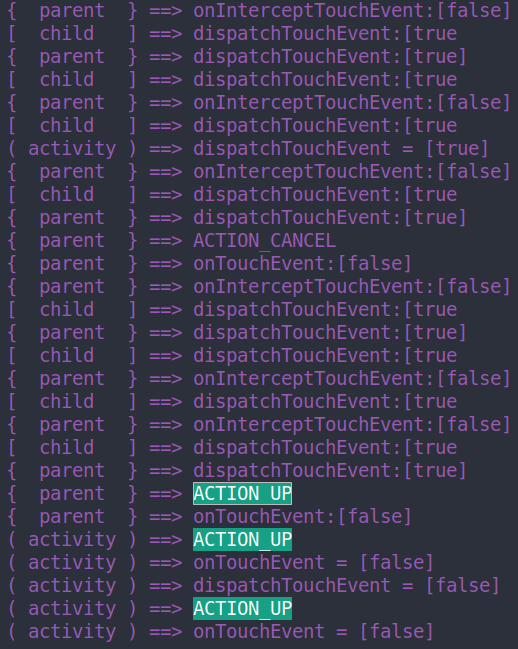 {  parent  } ==> onInterceptTouchEvent:[false]
[  child   ] ==> dispatchTouchEvent:[true
{  parent  } ==> dispatchTouchEvent:[true]
[  child   ] ==> dispatchTouchEvent:[true
{  parent  } ==> onInterceptTouchEvent:[false]
[  child   ] ==> dispatchTouchEvent:[true
( activity ) ==> dispatchTouchEvent = [true]
{  parent  } ==> onInterceptTouchEvent:[false]
[  child   ] ==> dispatchTouchEvent:[true
{  parent  } ==> dispatchTouchEvent:[true]
{  parent  } ==> ACTION_CANCEL
{  parent  } ==> onTouchEvent:[false]
{  parent  } ==> onInterceptTouchEvent:[false]
[  child   ] ==> dispatchTouchEvent:[true
{  parent  } ==> dispatchTouchEvent:[true]
[  child   ] ==> dispatchTouchEvent:[true
{  parent  } ==> onInterceptTouchEvent:[false]
{  parent  } ==> onInterceptTouchEvent:[false]
[  child   ] ==> dispatchTouchEvent:[true
{  parent  } ==> dispatchTouchEvent:[true]
{  parent  } ==> ACTION_UP
{  parent  } ==> onTouchEvent:[false]
( activity ) ==> ACTION_UP
( activity ) ==> onTouchEvent = [false]
( activity ) ==> dispatchTouchEvent = [false]
( activity ) ==> ACTION_UP
( activity ) ==> onTouchEvent = [false]